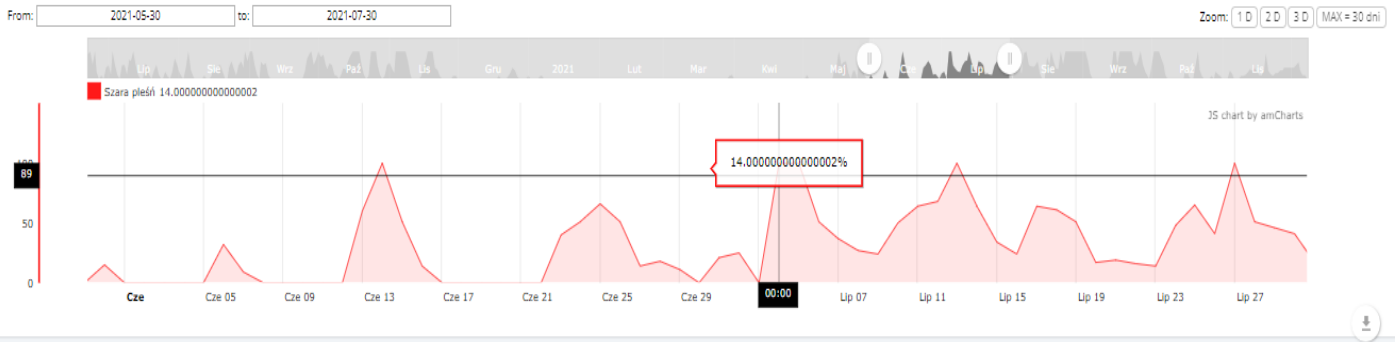 From: 2021-05-30 to: 2021-07-30 Zoom: 1 D 2 D 3 D MAX = 30 dni
Lip Sie Wrz Paź Lis Gru 2021 Lut Mar Kwi Maj Cze Lip Sie Wrz Paź Lis
Szara pleśń 14.000000000000002
JS chart by amCharts
14.000000000000002%
100
89
50
0
Cze Cze 05 Cze 09 Cze 13 Cze 17 Cze 21 Cze 25 Cze 29 00:00 Lip 07 Lip 11 Lip 15 Lip 19 Lip 23 Lip 27